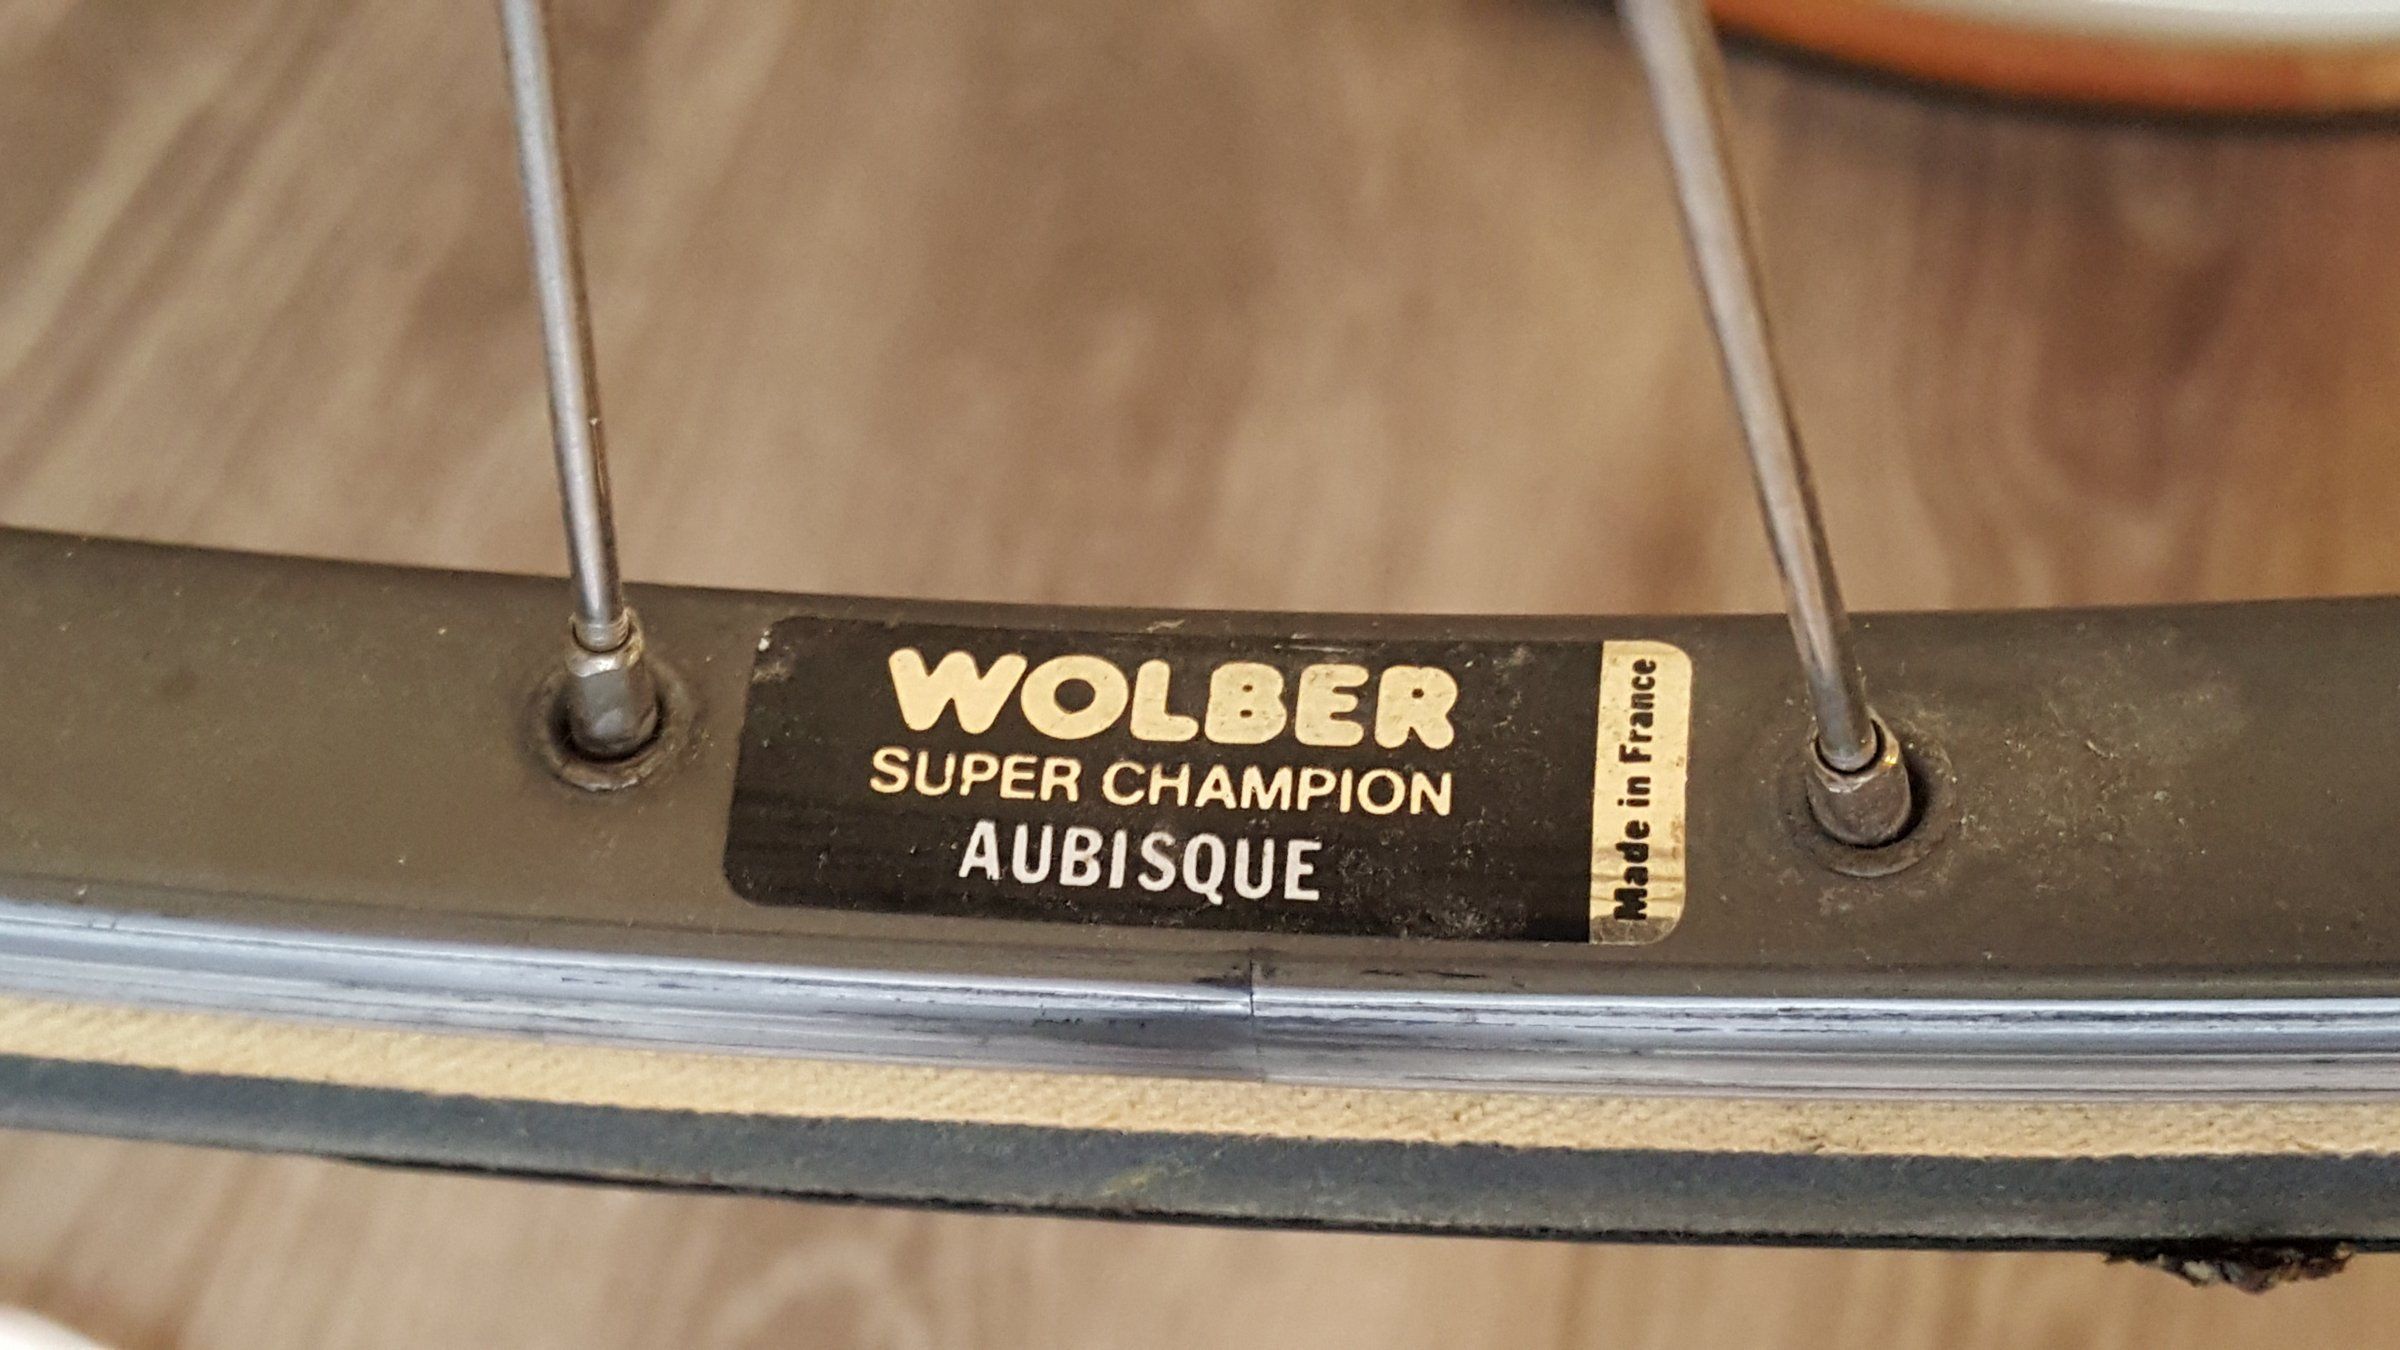 WOLBER
SUPER CHAMPION
AUBISQUE
Made in France